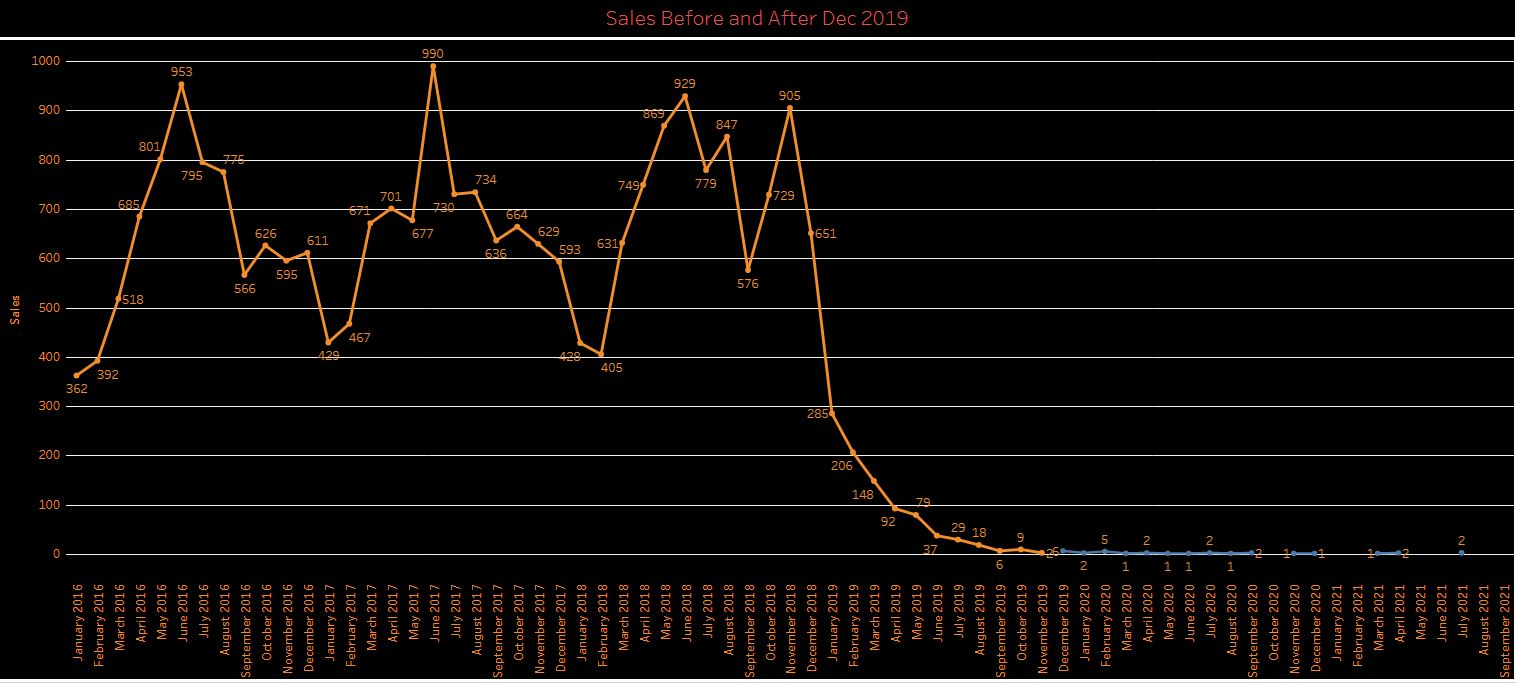 Sales Before and After Dec 2019
Sales
1000
900
800
700
600
500
400
300
200
100
0
362
392
518
685
801
953
795
775
566
626
595
611
429
467
671
701
677
990
730
734
636
664
629
593
428
405
631
749
869
929
779
847
576
729
905
651
285
206
148
92
79
37
29
18
6
9
2
6
2
5
1
2
1
1
2
1
2
1
1
1
2
2
January 2016
February 2016
March 2016
April 2016
May 2016
June 2016
July 2016
August 2016
September 2016
October 2016
November 2016
December 2016
January 2017
February 2017
March 2017
April 2017
May 2017
June 2017
July 2017
August 2017
September 2017
October 2017
November 2017
December 2017
January 2018
February 2018
March 2018
April 2018
May 2018
June 2018
July 2018
August 2018
September 2018
October 2018
November 2018
December 2018
January 2019
February 2019
March 2019
April 2019
May 2019
June 2019
July 2019
August 2019
September 2019
October 2019
November 2019
December 2019
January 2020
February 2020
March 2020
April 2020
May 2020
June 2020
July 2020
August 2020
September 2020
October 2020
November 2020
December 2020
January 2021
February 2021
March 2021
April 2021
May 2021
June 2021
July 2021
August 2021
September 2021